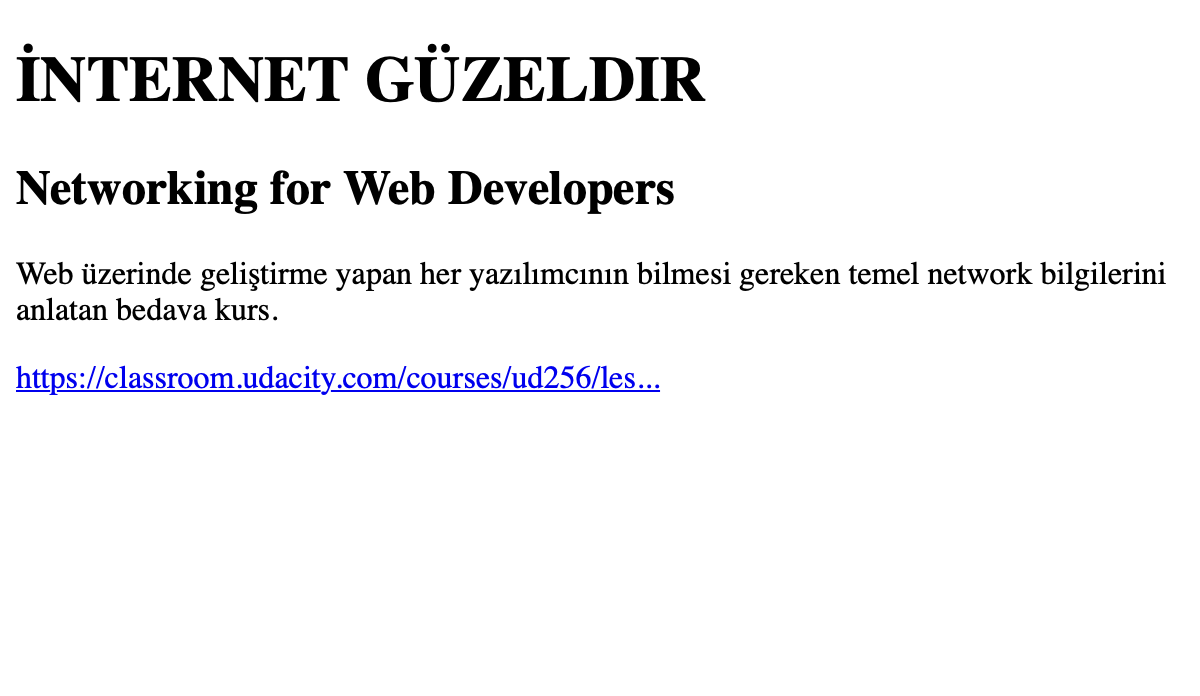 İNTERNET GÜZELDIR
Networking for Web Developers
Web üzerinde geliştirme yapan her yazılımcının bilmesi gereken temel network bilgilerini
anlatan bedava kurs.
https://classroom.udacity.com/courses/ud256/les...